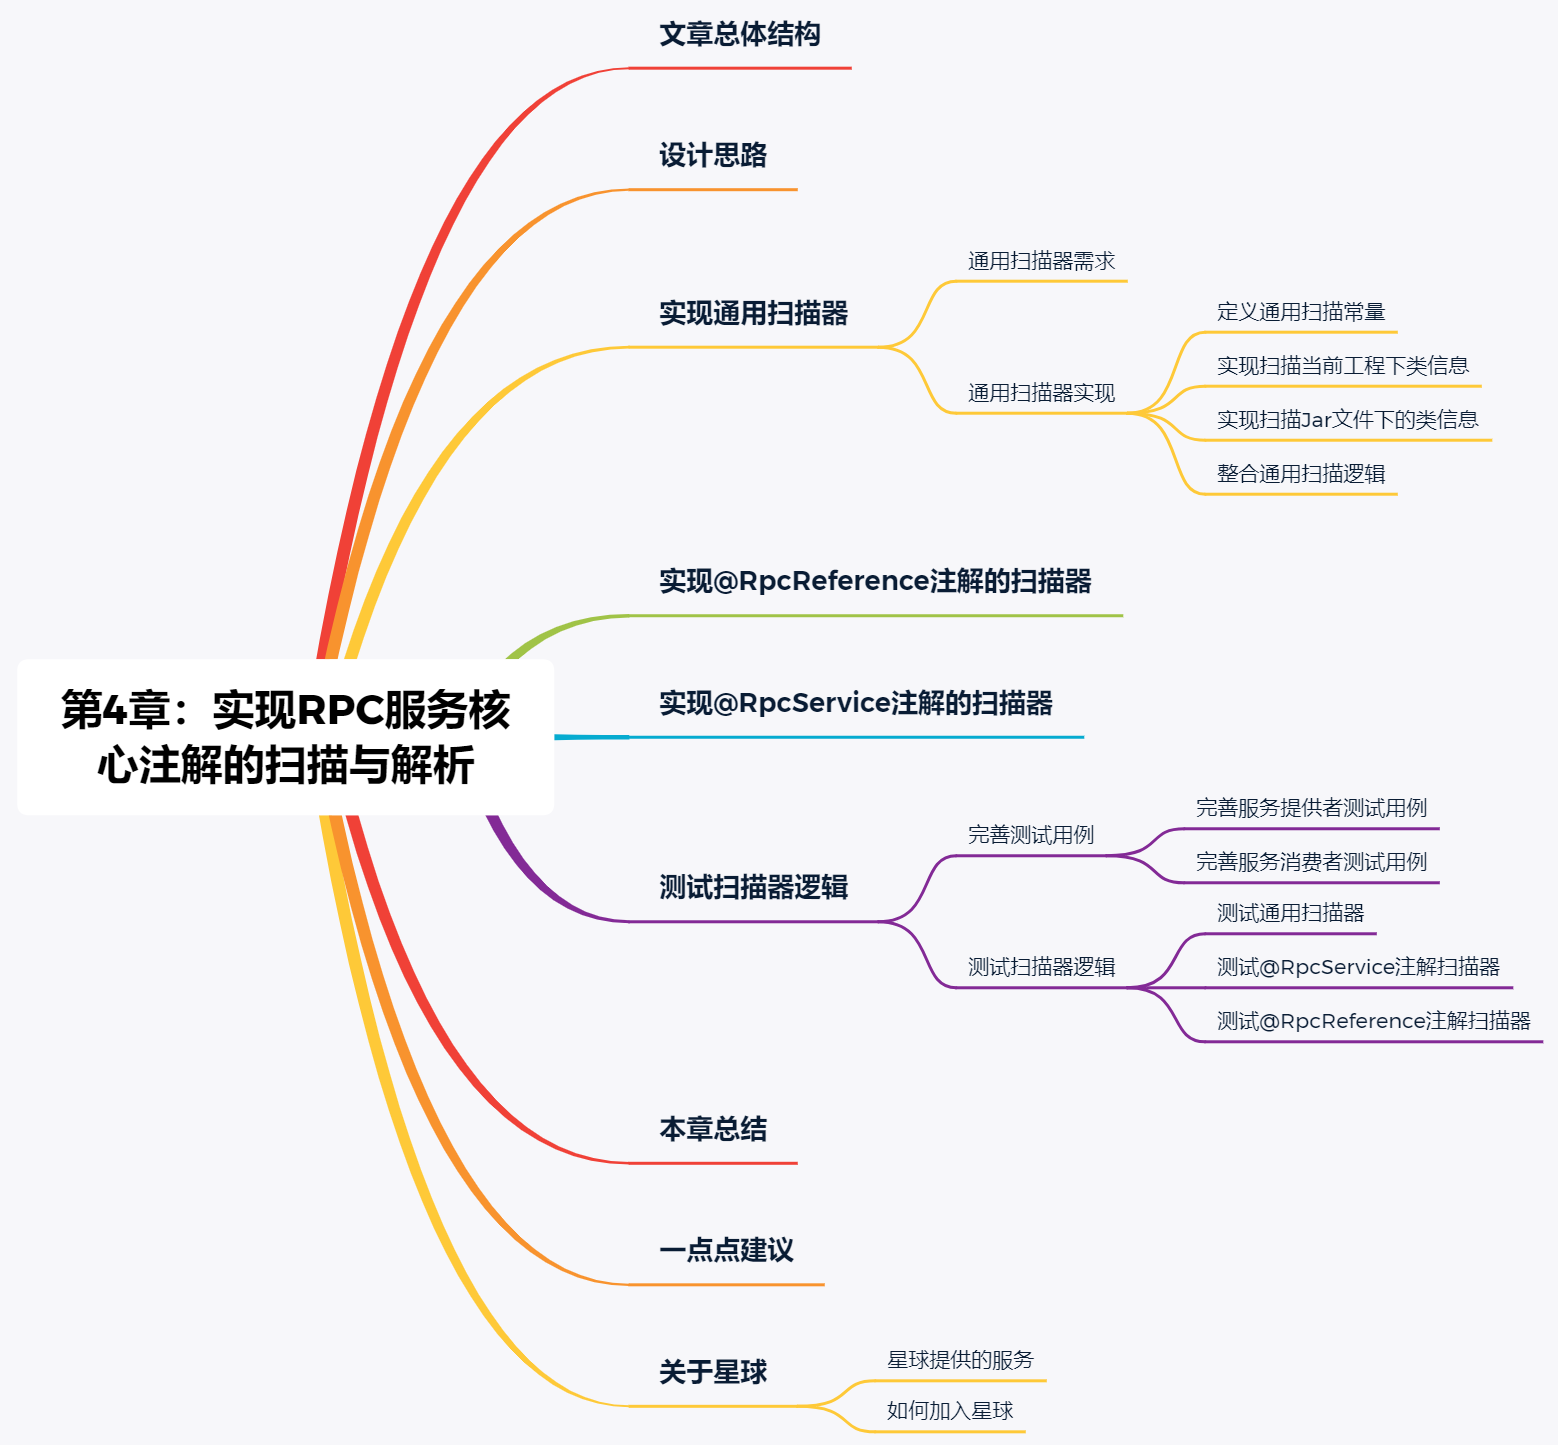 文章总体结构
设计思路
实现通用扫描器
通用扫描器需求
通用扫描器实现
定义通用扫描常量
实现扫描当前工程下类信息
实现扫描Jar文件下的类信息
整合通用扫描逻辑
实现@RpcReference注解的扫描器
第4章：实现RPC服务核
心注解的扫描与解析
实现@RpcService注解的扫描器
测试扫描器逻辑
完善测试用例
完善服务提供者测试用例
完善服务消费者测试用例
测试扫描器逻辑
测试通用扫描器
测试@RpcService注解扫描器
测试@RpcReference注解扫描器
本章总结
一点点建议
关于星球
星球提供的服务
如何加入星球